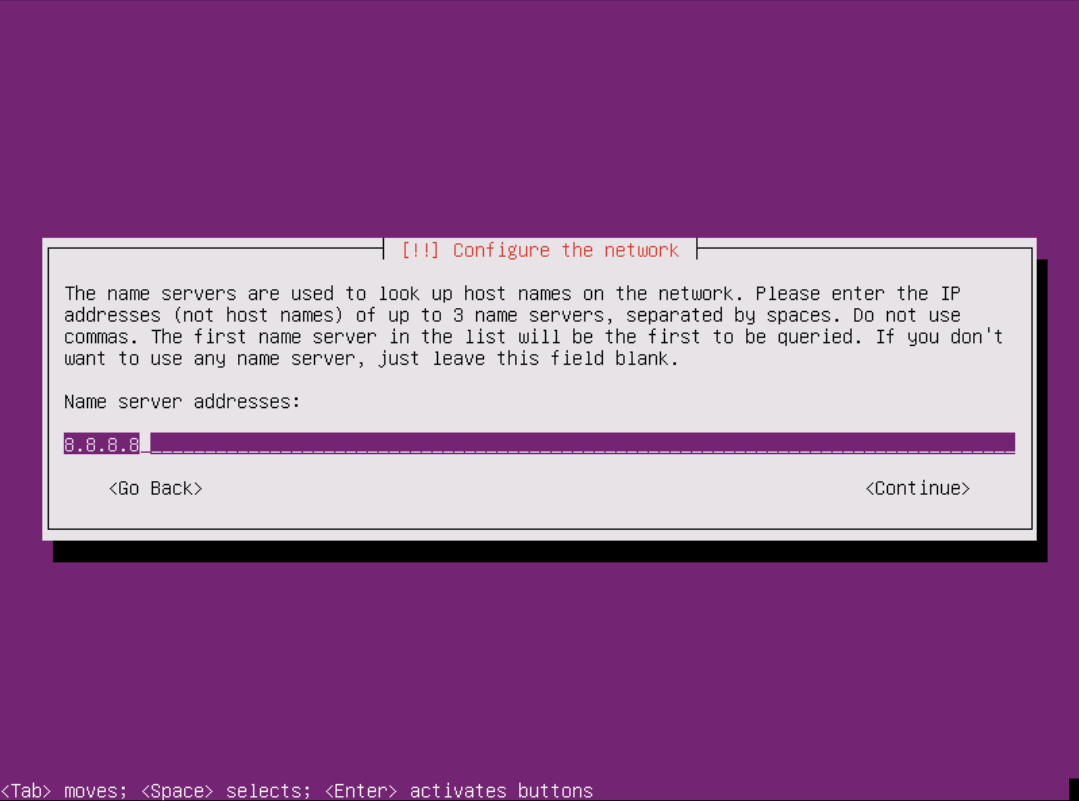 [!!] Configure the network
The name servers are used to look up host names on the network. Please enter the IP
addresses (not host names) of up to 3 name servers, separated by spaces. Do not use
commas. The first name server in the list will be the first to be queried. If you don't
want to use any name server, just leave this field blank.
Name server addresses:
8.8.8.8
<Go Back> <Continue>
<Tab> moves; <Space> selects; <Enter> activates buttons